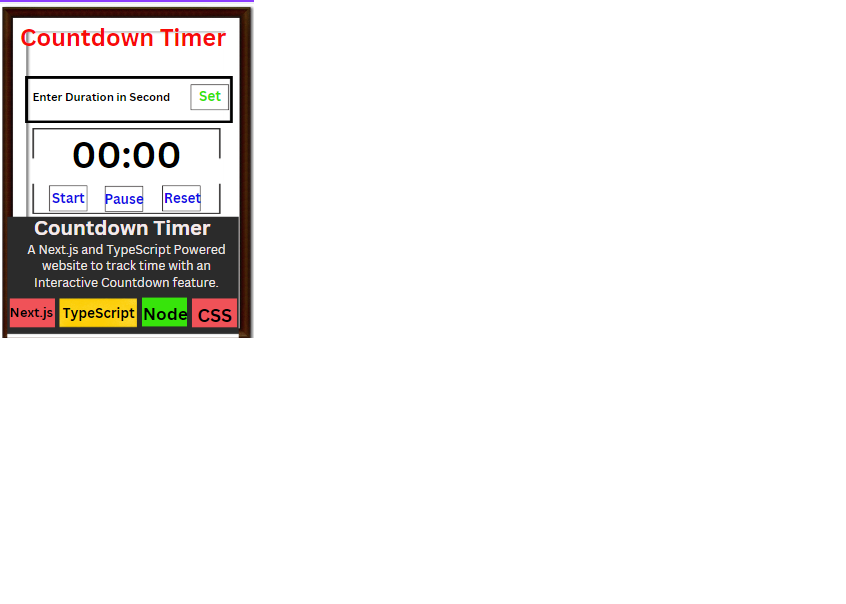 Countdown Timer
Enter Duration in Second Set
00:00
Start Pause Reset
Countdown Timer
A Next.js and TypeScript Powered
website to track time with an
Interactive Countdown feature.
Next.js TypeScript Node CSS